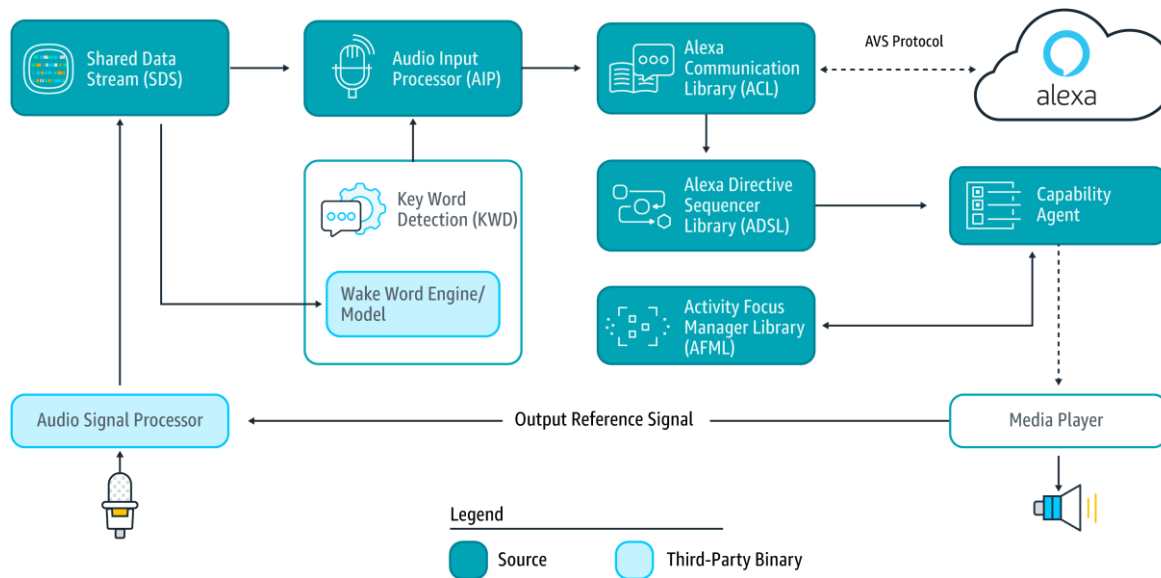 Shared Data
Stream (SDS)
Audio Input
Processor (AIP)
Alexa
Communication
Library (ACL)
AVS Protocol
alexa
Key Word
Detection (KWD)
Wake Word Engine/
Model
Alexa Directive
Sequencer
Library (ADSL)
Capability
Agent
Activity Focus
Manager Library
(AFML)
Audio Signal Processor
Output Reference Signal
Media Player
Legend
Source
Third-Party Binary